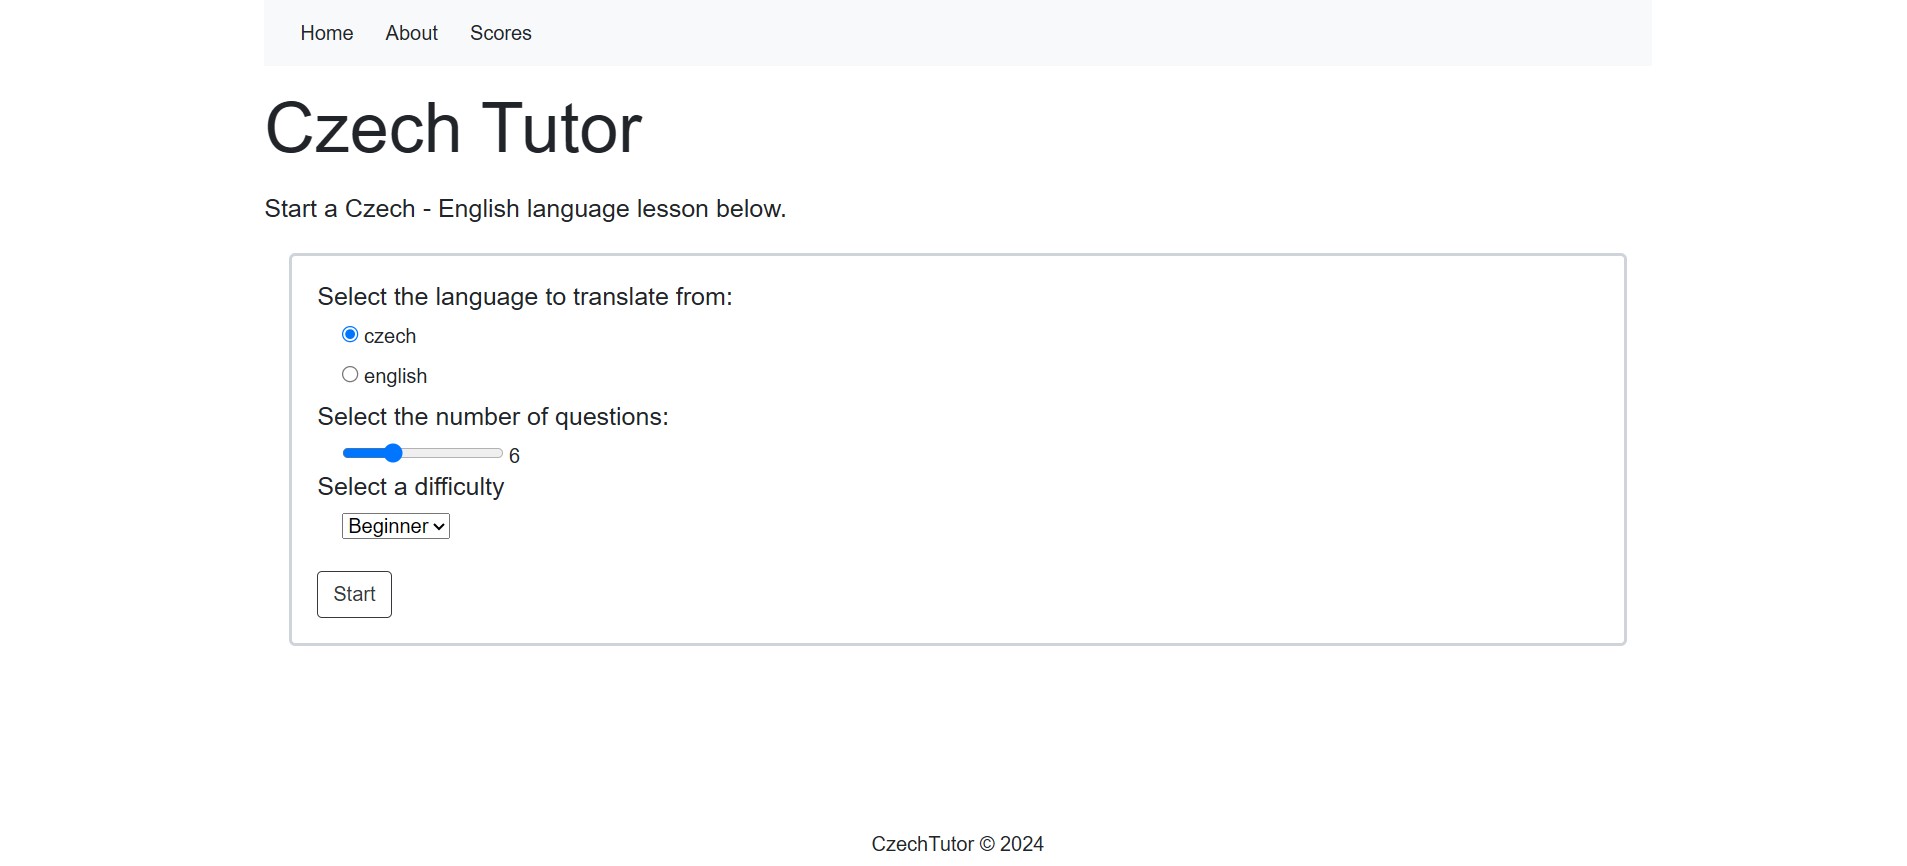 Home About Scores
Czech Tutor
Start a Czech - English language lesson below.
Select the language to translate from:
czech
english
Select the number of questions:
6
Select a difficulty
Beginner
Start
CzechTutor © 2024